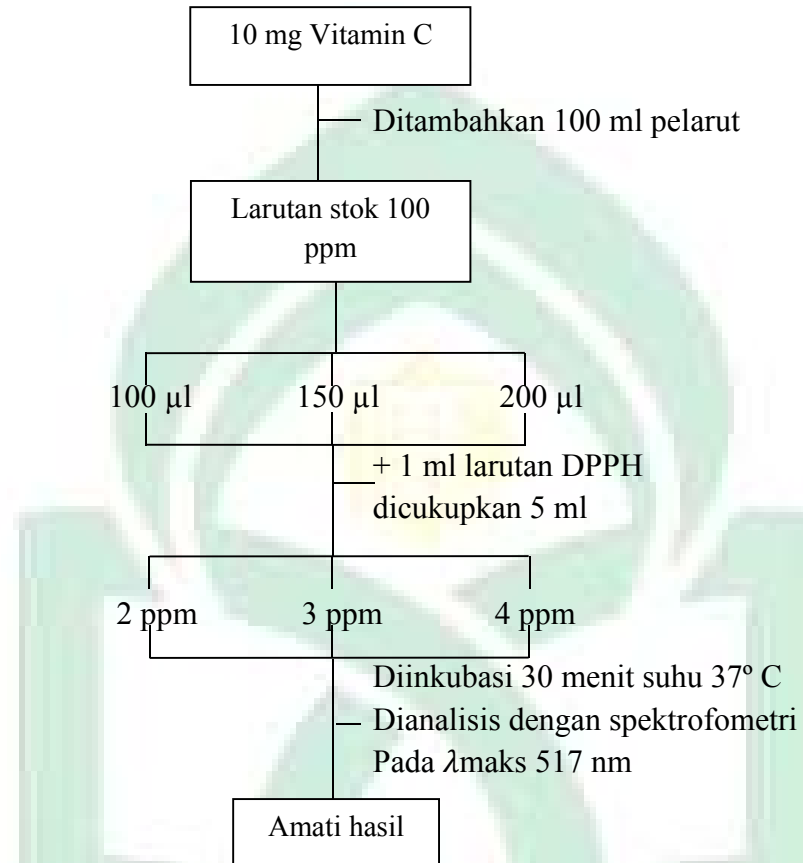 10 mg Vitamin C
Ditambahkan 100 ml pelarut
Larutan stok 100
ppm
100 µl 150 µl 200 µl
+ 1 ml larutan DPPH
dicukupkan 5 ml
2 ppm 3 ppm 4 ppm
Diinkubasi 30 menit suhu 37º C
Dianalisis dengan spektrofometri
Pada λmaks 517 nm
Amati hasil